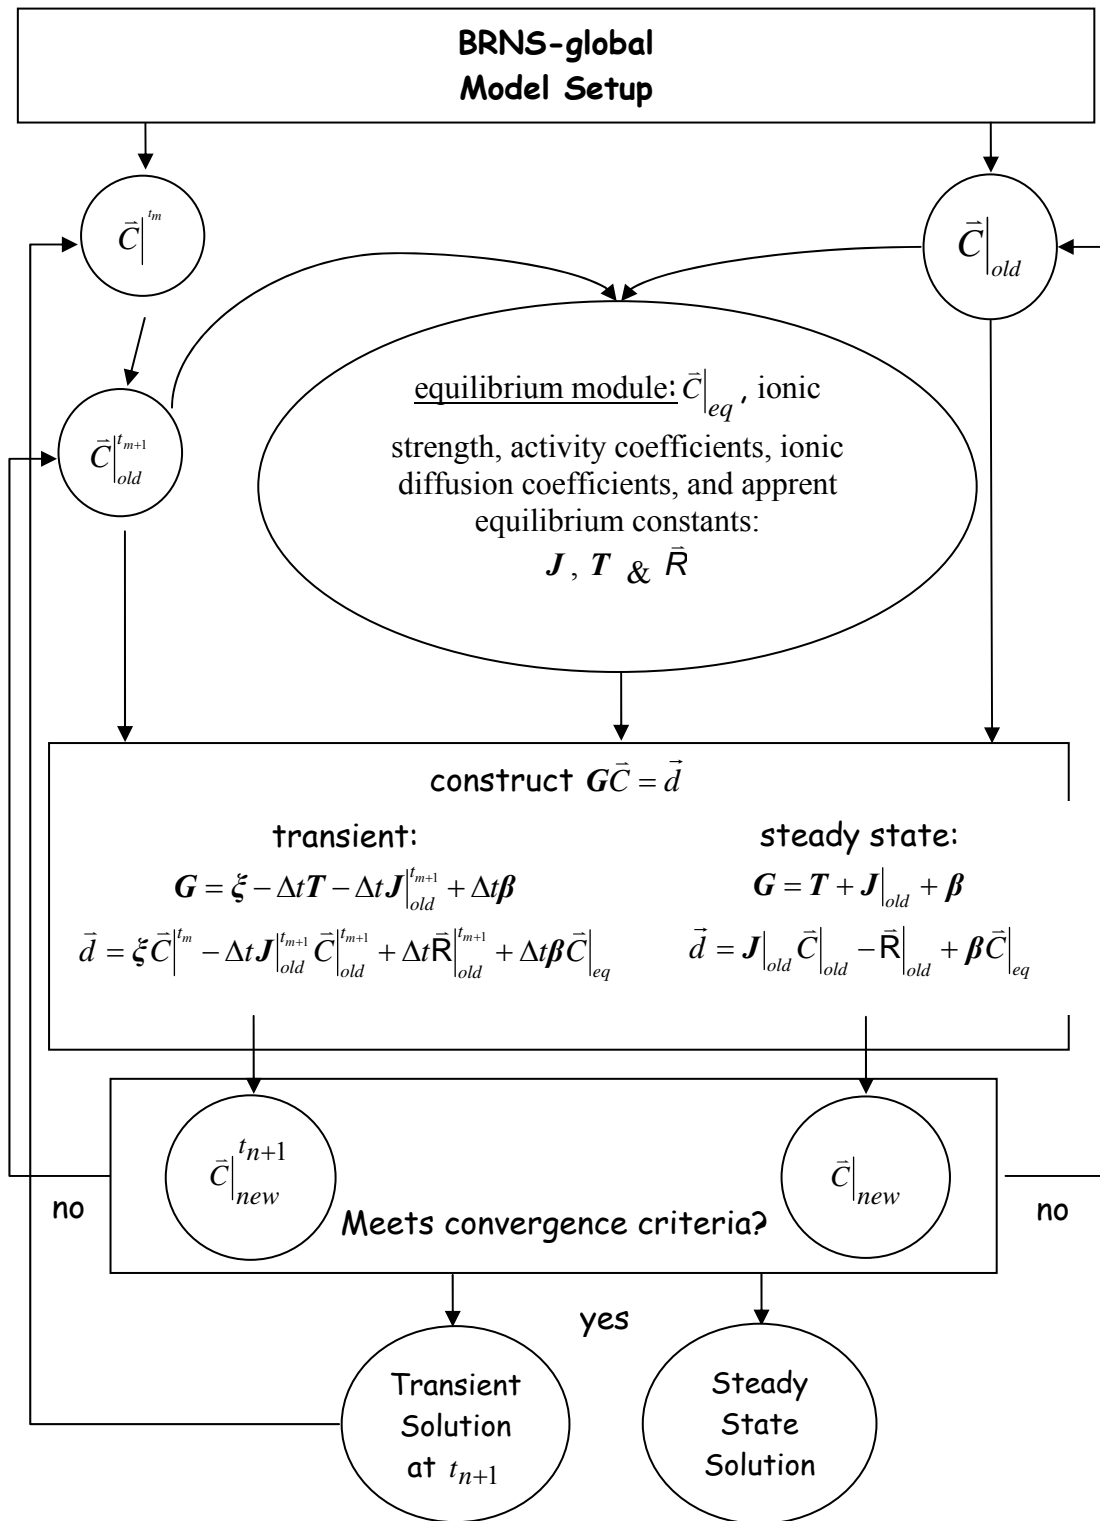 BRNS-global
Model Setup
C⃗|^{t_m}
C⃗|_{old}
C⃗|_{old}^{t_{m+1}}
equilibrium module: C⃗|_{eq} , ionic
strength, activity coefficients, ionic
diffusion coefficients, and apprent
equilibrium constants:
J , T & R⃗
construct GC⃗ = d⃗
transient:
G = ξ − ΔtT − ΔtJ|_{old}^{t_{m+1}} + Δtβ
d⃗ = ξC⃗|^{t_m} − ΔtJ|_{old}^{t_{m+1}} C⃗|_{old}^{t_{m+1}} + ΔtR⃗|_{old}^{t_{m+1}} + ΔtβC⃗|_{eq}
steady state:
G = T + J|_{old} + β
d⃗ = J|_{old} C⃗|_{old} − R⃗|_{old} + βC⃗|_{eq}
C⃗|_{new}^{t_{n+1}}
C⃗|_{new}
Meets convergence criteria?
no
no
yes
Transient
Solution
at t_{n+1}
Steady
State
Solution